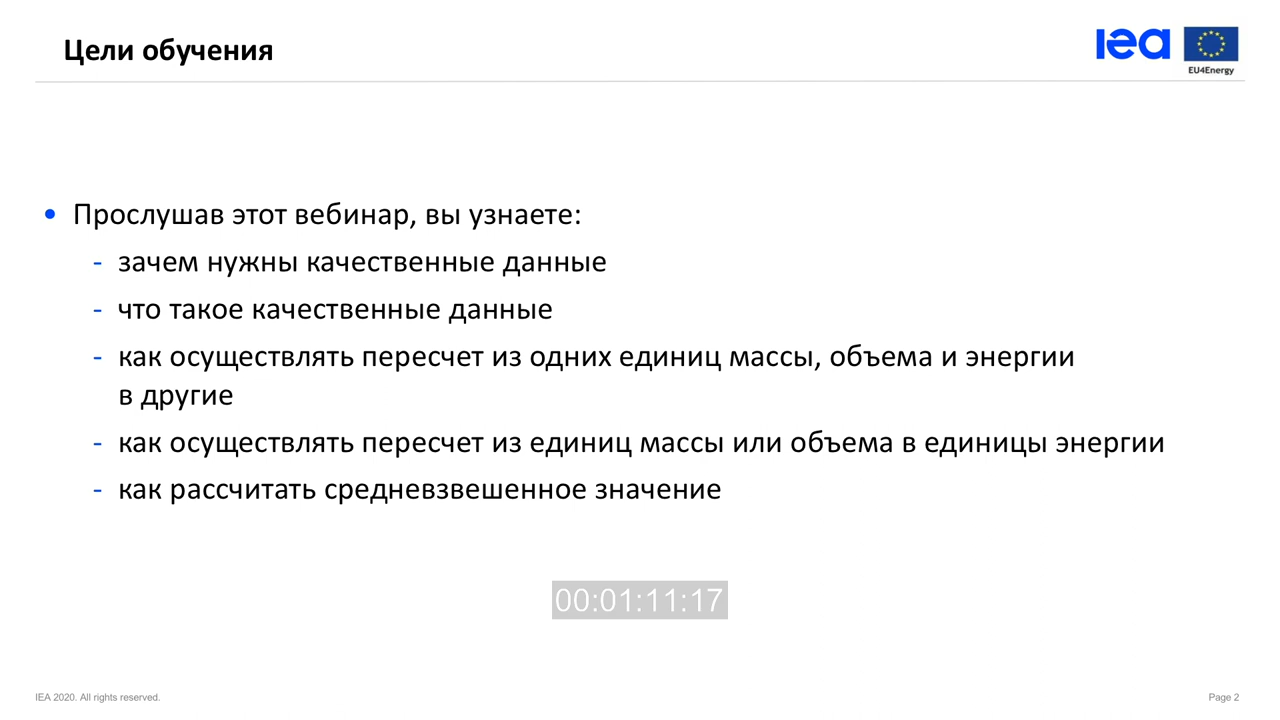 Цели обучения
iea
EU4Energy
• Прослушав этот вебинар, вы узнаете:
- зачем нужны качественные данные
- что такое качественные данные
- как осуществлять пересчет из одних единиц массы, объема и энергии
в другие
- как осуществлять пересчет из единиц массы или объема в единицы энергии
- как рассчитать средневзвешенное значение
00:01:11:17
IEA 2020. All rights reserved.
Page 2